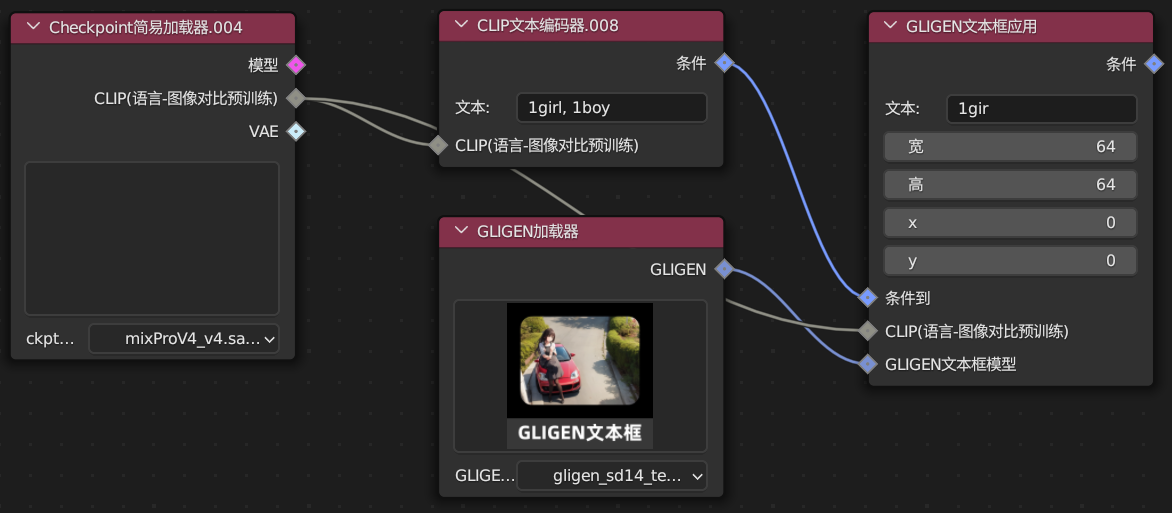 Checkpoint简易加载器.004
模型
CLIP(语言-图像对比预训练)
VAE
ckpt...
mixProV4_v4.sa...
CLIP文本编码器.008
条件
文本:
1girl, 1boy
CLIP(语言-图像对比预训练)
GLIGEN加载器
GLIGEN
GLIGEN文本框
GLIGE...
gligen_sd14_te...
GLIGEN文本框应用
条件
文本:
1gir
宽 64
高 64
x 0
y 0
条件到
CLIP(语言-图像对比预训练)
GLIGEN文本框模型